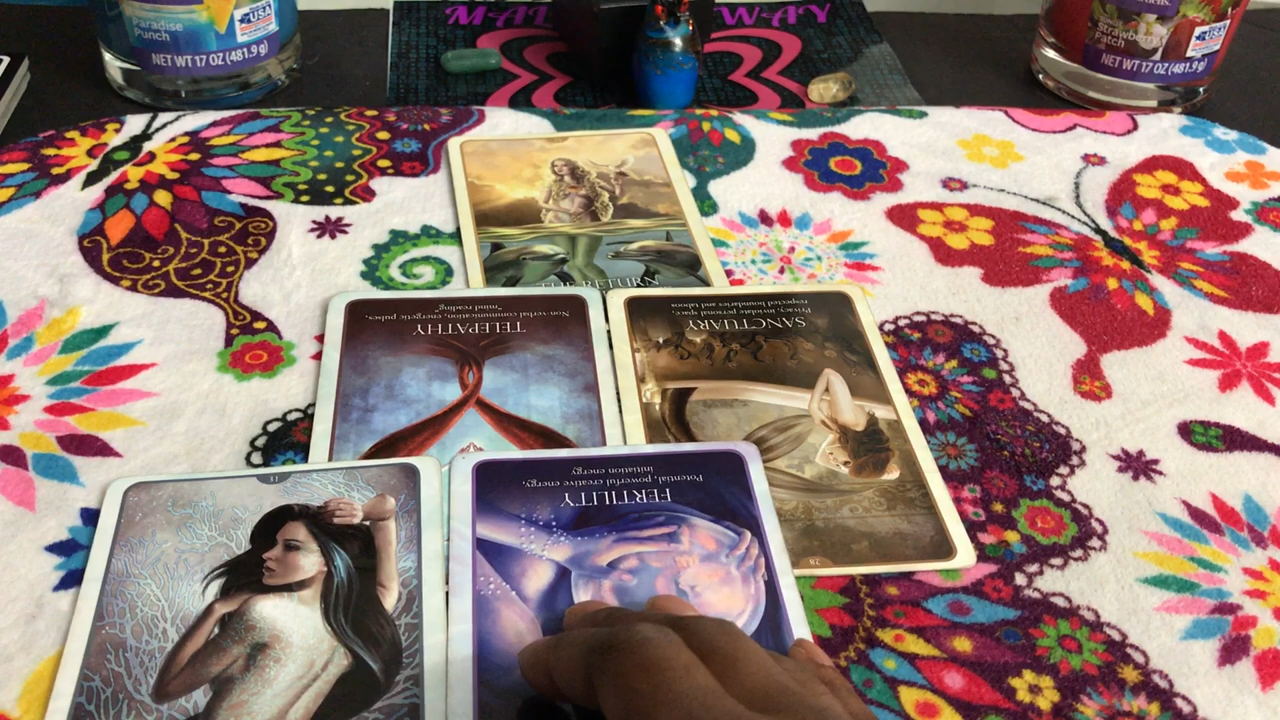 Paradise
Punch
USA
NET WT 17 OZ (481.9 g)
WAY
Strawberry
Patch
USA
NET WT 17 OZ (481.9 g)
THE RETURN
TELEPATHY
Non-verbal communication, energetic pulses,
"mind reading"
SANCTUARY
Privacy, inviolate personal space,
respected boundaries and taboos
28
FERTILITY
Potential, powerful creative energy,
initiation energy